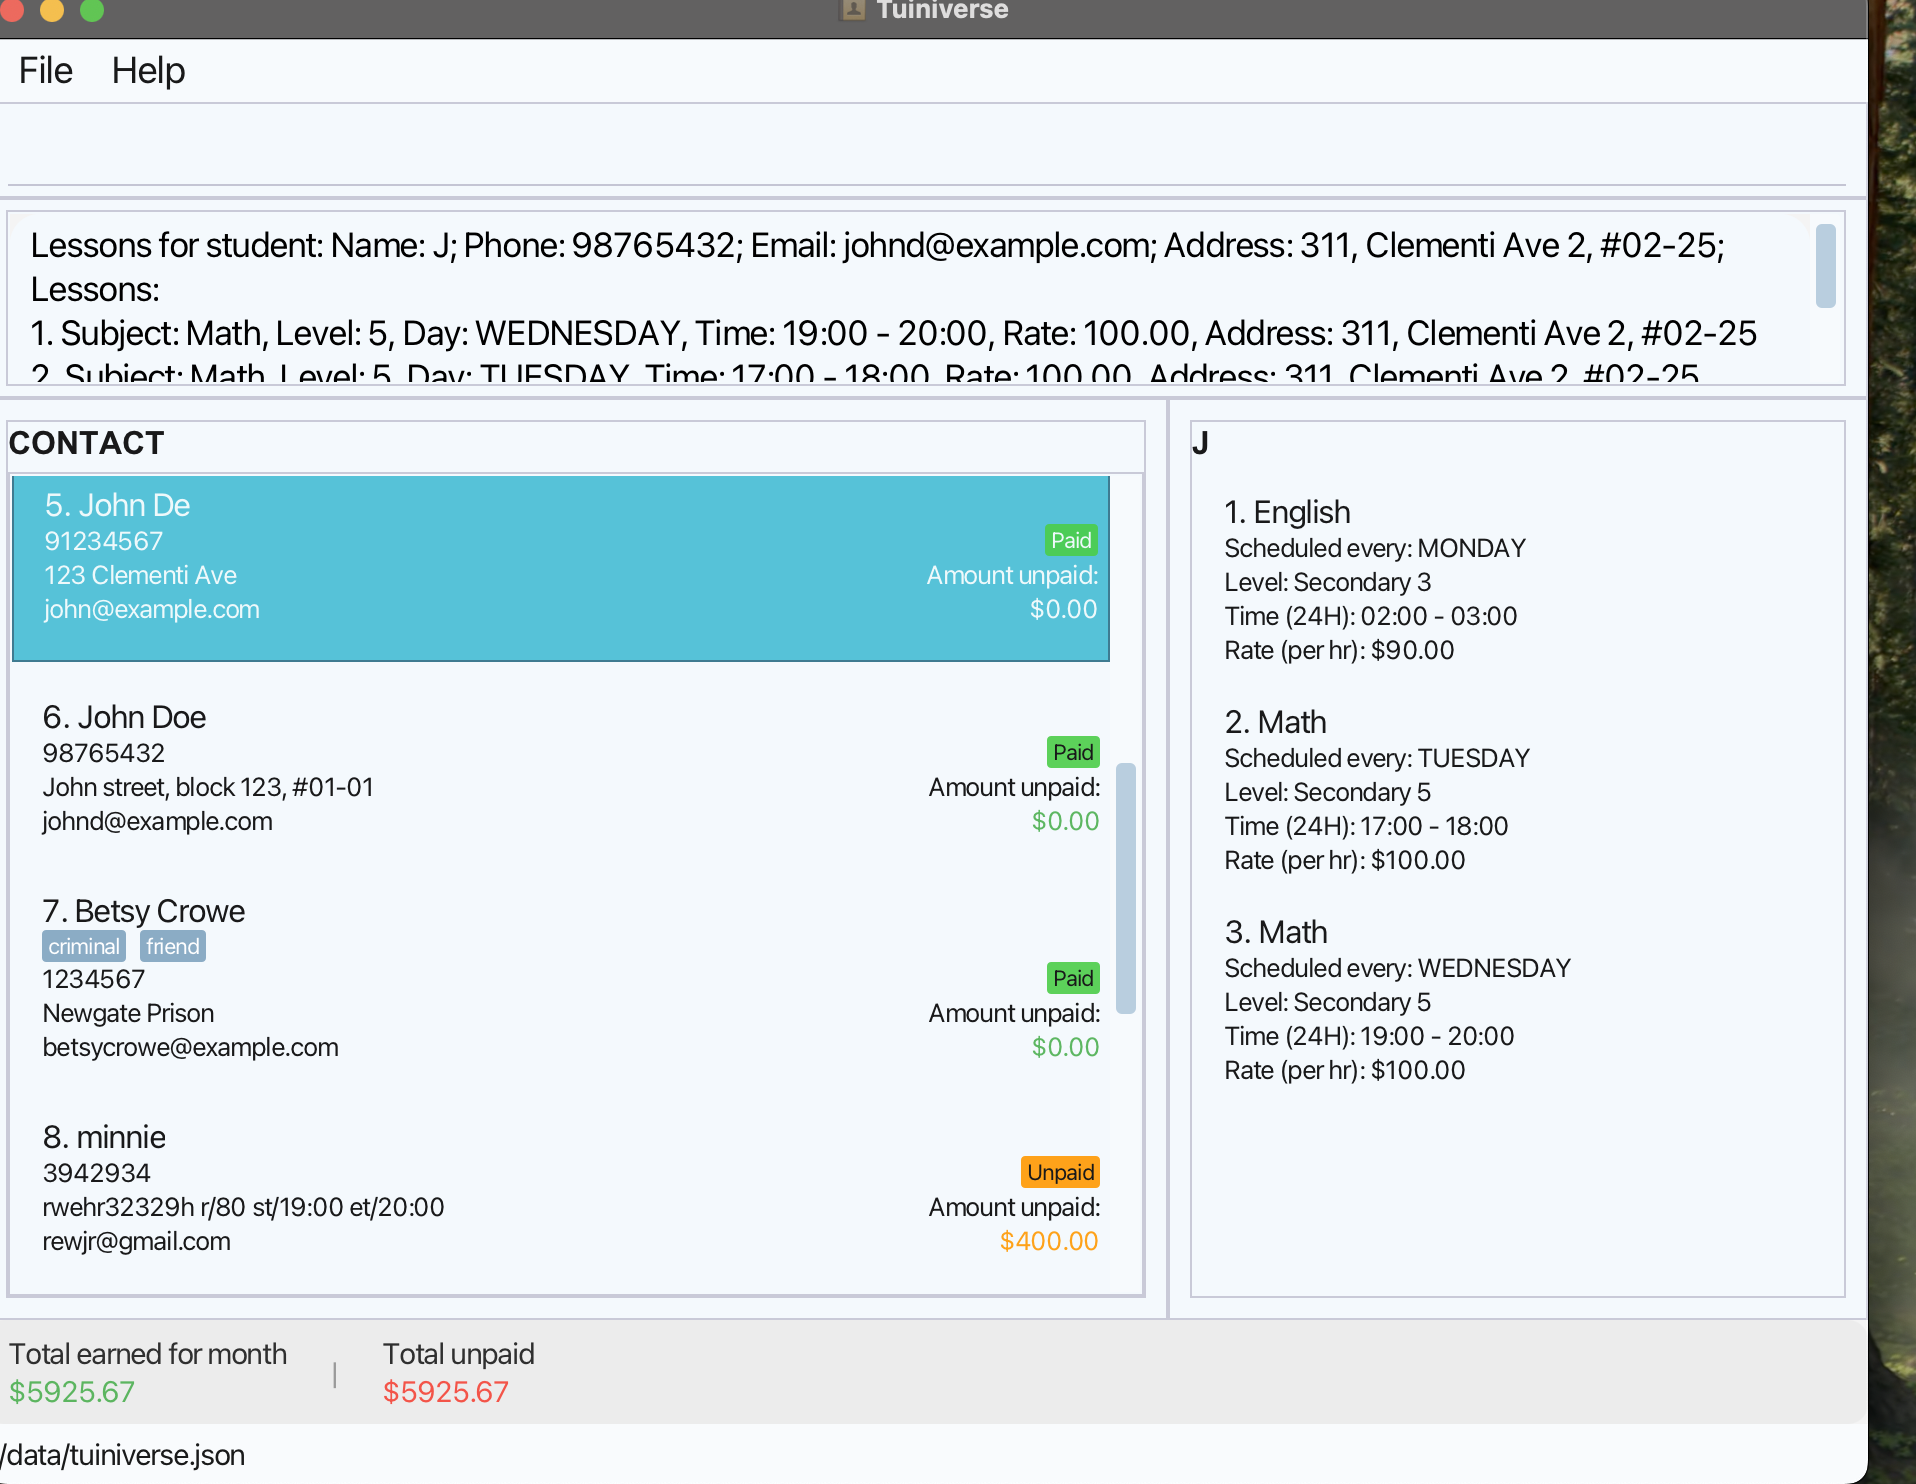 Tuiniverse
File Help
Lessons for student: Name: J; Phone: 98765432; Email: johnd@example.com; Address: 311, Clementi Ave 2, #02-25;
Lessons:
1. Subject: Math, Level: 5, Day: WEDNESDAY, Time: 19:00 - 20:00, Rate: 100.00, Address: 311, Clementi Ave 2, #02-25
2. Subject: Math, Level: 5, Day: TUESDAY, Time: 17:00 - 18:00, Rate: 100.00, Address: 311, Clementi Ave 2, #02-25
CONTACT
5. John De
91234567
Paid
123 Clementi Ave
Amount unpaid:
john@example.com
$0.00
6. John Doe
98765432
Paid
John street, block 123, #01-01
Amount unpaid:
johnd@example.com
$0.00
7. Betsy Crowe
criminal friend
1234567
Paid
Newgate Prison
Amount unpaid:
betsycrowe@example.com
$0.00
8. minnie
3942934
Unpaid
rwehr32329h r/80 st/19:00 et/20:00
Amount unpaid:
rewjr@gmail.com
$400.00
J
1. English
Scheduled every: MONDAY
Level: Secondary 3
Time (24H): 02:00 - 03:00
Rate (per hr): $90.00
2. Math
Scheduled every: TUESDAY
Level: Secondary 5
Time (24H): 17:00 - 18:00
Rate (per hr): $100.00
3. Math
Scheduled every: WEDNESDAY
Level: Secondary 5
Time (24H): 19:00 - 20:00
Rate (per hr): $100.00
Total earned for month
$5925.67
|
Total unpaid
$5925.67
/data/tuiniverse.json